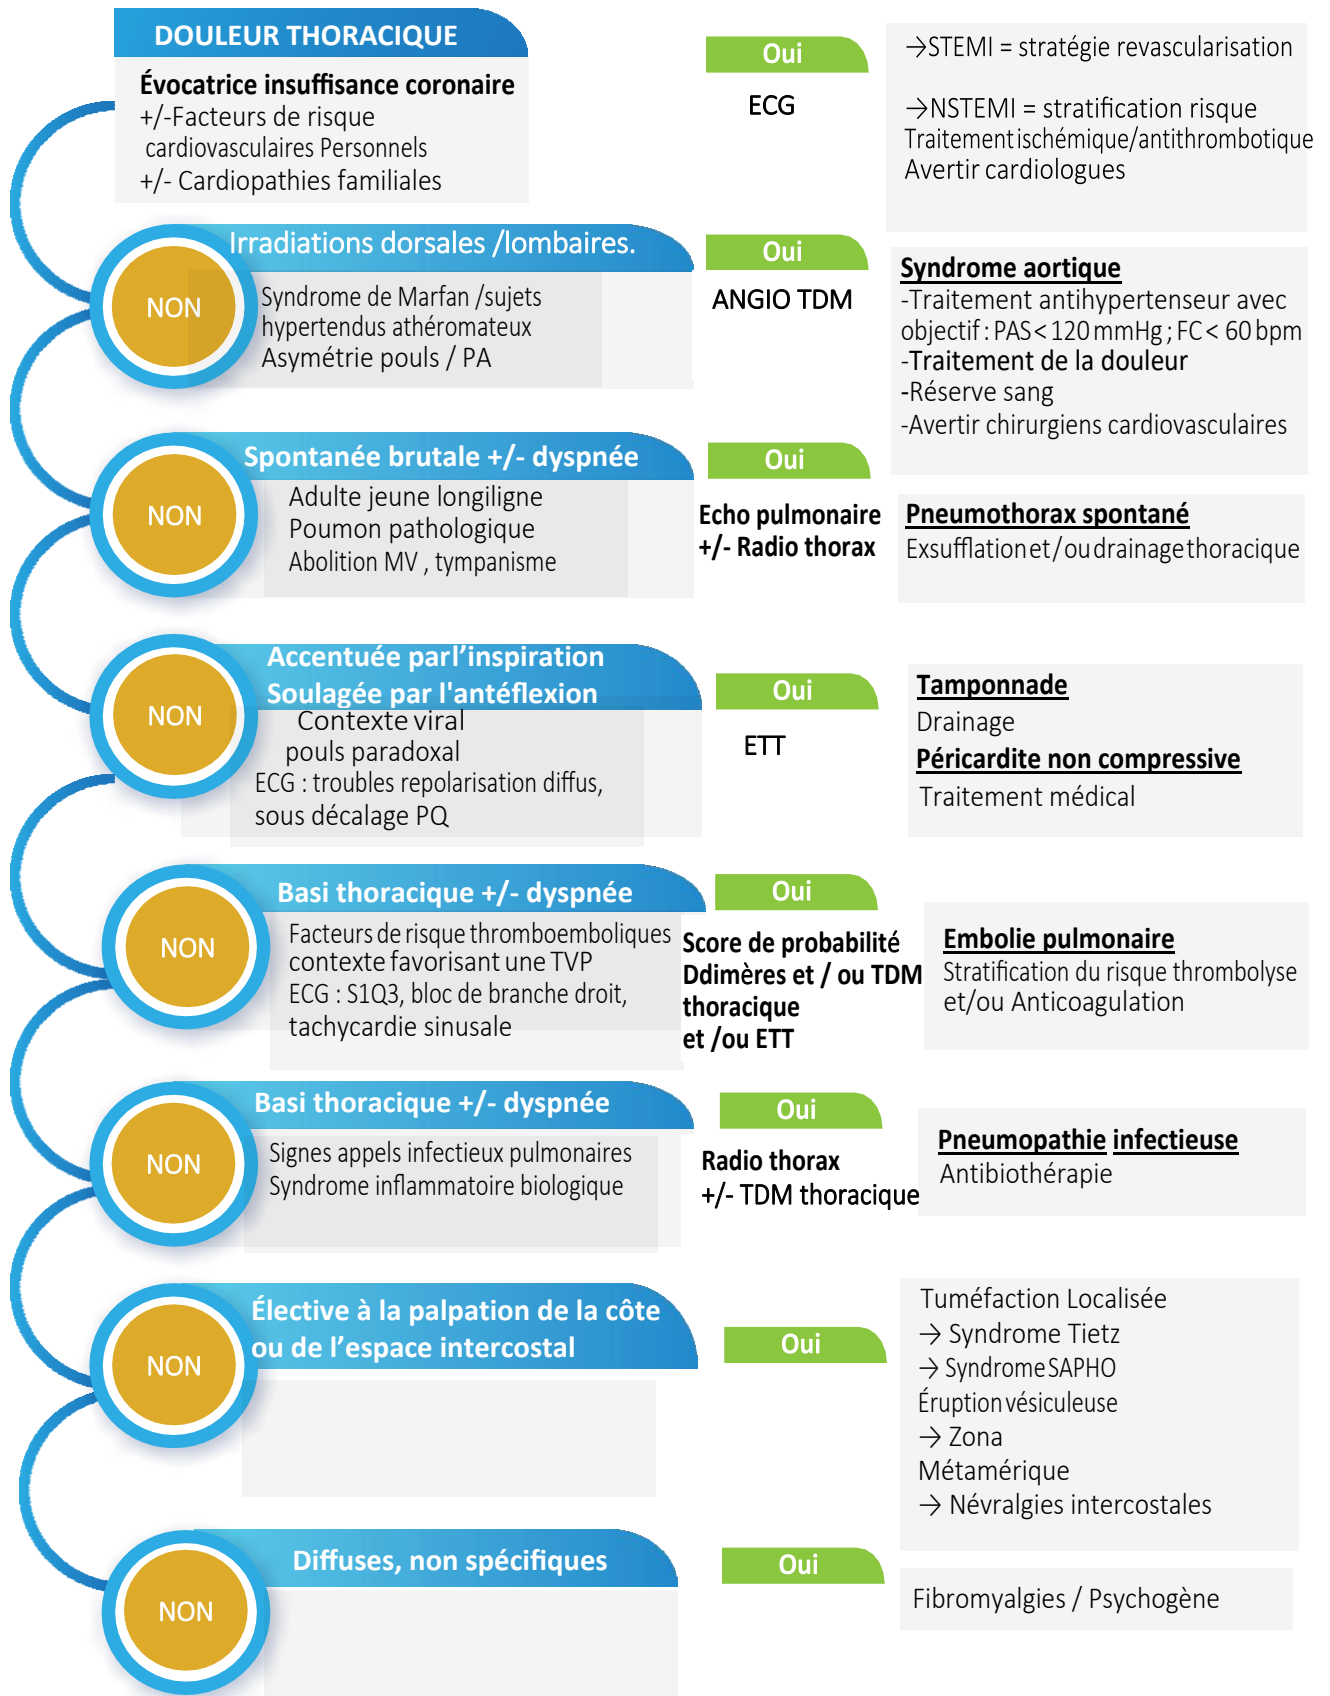 DOULEUR THORACIQUE
Évocatrice insuffisance coronaire
+/-Facteurs de risque
cardiovasculaires Personnels
+/- Cardiopathies familiales
Oui
ECG
→STEMI = stratégie revascularisation
→NSTEMI = stratification risque
Traitement ischémique/antithrombotique
Avertir cardiologues
NON
Irradiations dorsales /lombaires.
Syndrome de Marfan /sujets
hypertendus athéromateux
Asymétrie pouls / PA
Oui
ANGIO TDM
Syndrome aortique
-Traitement antihypertenseur avec
objectif : PAS < 120 mmHg ; FC < 60 bpm
-Traitement de la douleur
-Réserve sang
-Avertir chirurgiens cardiovasculaires
NON
Spontanée brutale +/- dyspnée
Adulte jeune longiligne
Poumon pathologique
Abolition MV , tympanisme
Oui
Echo pulmonaire
+/- Radio thorax
Pneumothorax spontané
Exsufflation et / ou drainage thoracique
NON
Accentuée parl’inspiration
Soulagée par l'antéflexion
Contexte viral
pouls paradoxal
ECG : troubles repolarisation diffus,
sous décalage PQ
Oui
ETT
Tamponnade
Drainage
Péricardite non compressive
Traitement médical
NON
Basi thoracique +/- dyspnée
Facteurs de risque thromboemboliques
contexte favorisant une TVP
ECG : S1Q3, bloc de branche droit,
tachycardie sinusale
Oui
Score de probabilité
Ddimères et / ou TDM
thoracique
et /ou ETT
Embolie pulmonaire
Stratification du risque thrombolyse
et/ou Anticoagulation
NON
Basi thoracique +/- dyspnée
Signes appels infectieux pulmonaires
Syndrome inflammatoire biologique
Oui
Radio thorax
+/- TDM thoracique
Pneumopathie infectieuse
Antibiothérapie
NON
Élective à la palpation de la côte
ou de l’espace intercostal
Oui
Tuméfaction Localisée
→ Syndrome Tietz
→ Syndrome SAPHO
Éruption vésiculeuse
→ Zona
Métamérique
→ Névralgies intercostales
NON
Diffuses, non spécifiques
Oui
Fibromyalgies / Psychogène